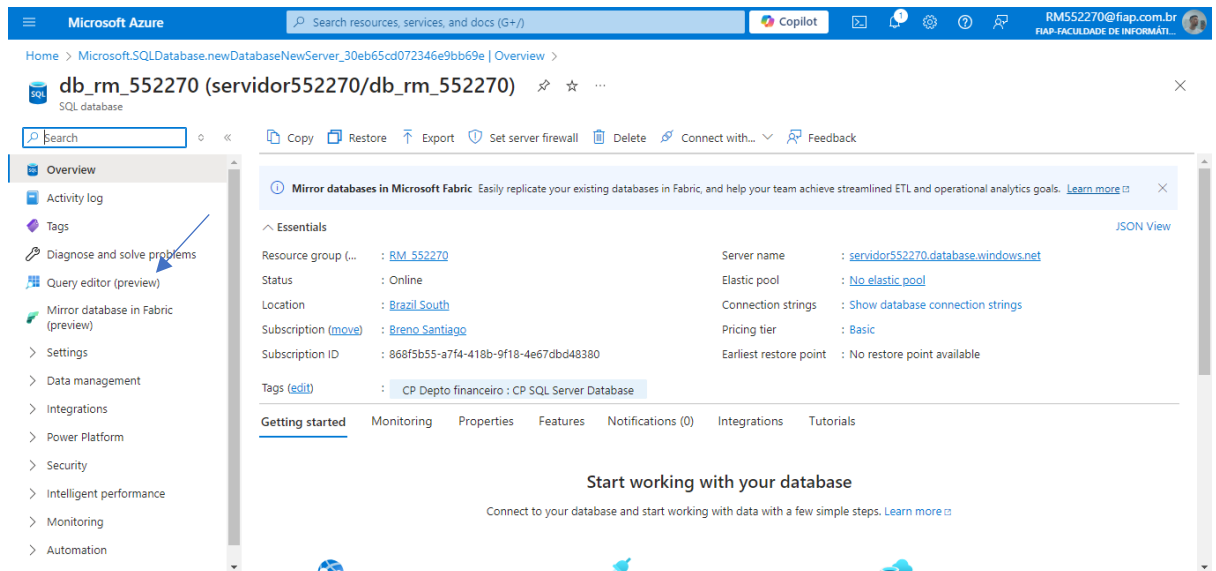 Microsoft Azure
Search resources, services, and docs (G+/)
Copilot
1
RM552270@fiap.com.br
FIAP-FACULDADE DE INFORMÁTI...
Home > Microsoft.SQLDatabase.newDatabaseNewServer_30eb65cd072346e9bb69e | Overview >
SQL
db_rm_552270 (servidor552270/db_rm_552270)
SQL database
Search
Copy Restore Export Set server firewall Delete Connect with... Feedback
Overview
Activity log
Tags
Diagnose and solve problems
Query editor (preview)
Mirror database in Fabric
(preview)
Settings
Data management
Integrations
Power Platform
Security
Intelligent performance
Monitoring
Automation
Mirror databases in Microsoft Fabric Easily replicate your existing databases in Fabric, and help your team achieve streamlined ETL and operational analytics goals. Learn more
Essentials
JSON View
Resource group (... : RM_552270
Status : Online
Location : Brazil South
Subscription (move) : Breno Santiago
Subscription ID : 868f5b55-a7f4-418b-9f18-4e67dbd48380
Server name : servidor552270.database.windows.net
Elastic pool : No elastic pool
Connection strings : Show database connection strings
Pricing tier : Basic
Earliest restore point : No restore point available
Tags (edit) : CP Depto financeiro : CP SQL Server Database
Getting started Monitoring Properties Features Notifications (0) Integrations Tutorials
Start working with your database
Connect to your database and start working with data with a few simple steps. Learn more